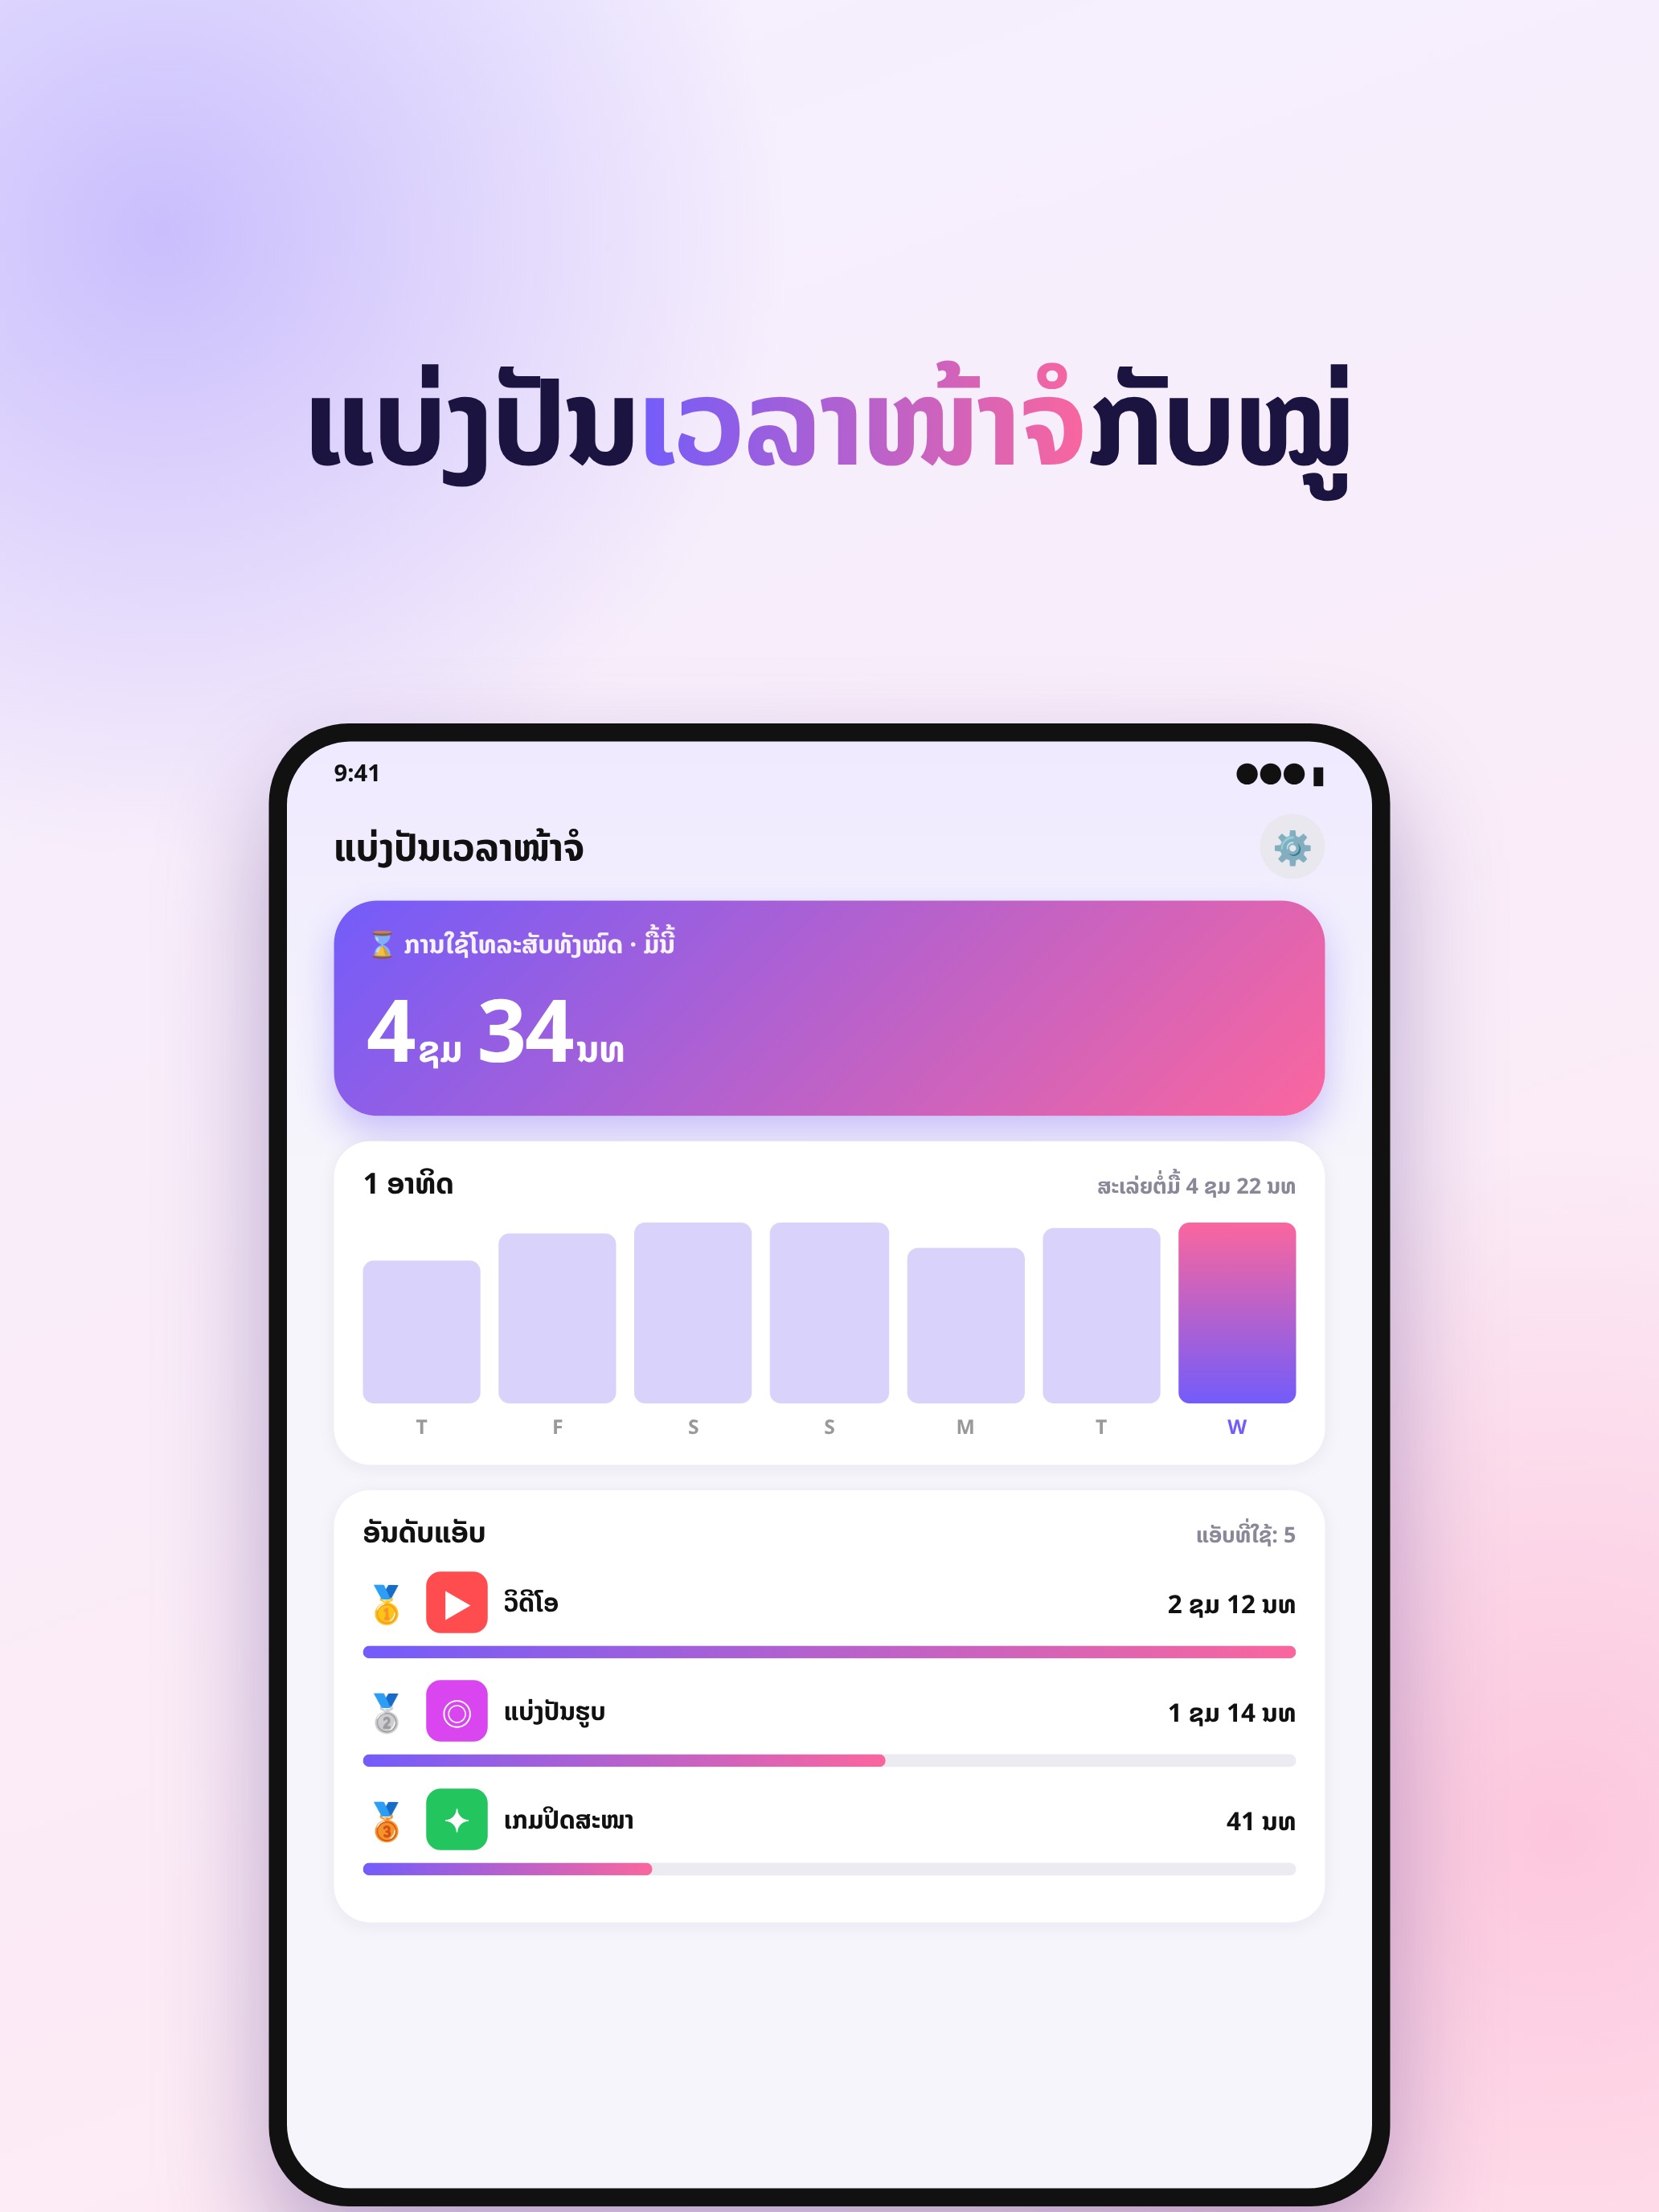 ແບ່ງປັນເວລາໜ້າຈໍກັບໝູ່
9:41
ແບ່ງປັນເວລາໜ້າຈໍ
ການໃຊ້ໂທລະສັບທັງໝົດ · ມື້ນີ້
4ຊມ 34ນທ
1 ອາທິດ
ສະເລ່ຍຕໍ່ມື້ 4 ຊມ 22 ນທ
T F S S M T W
ອັນດັບແອັບ
ແອັບທີ່ໃຊ້: 5
ວິດີໂອ
2 ຊມ 12 ນທ
ແບ່ງປັນຮູບ
1 ຊມ 14 ນທ
ເກມປິດສະໜາ
41 ນທ